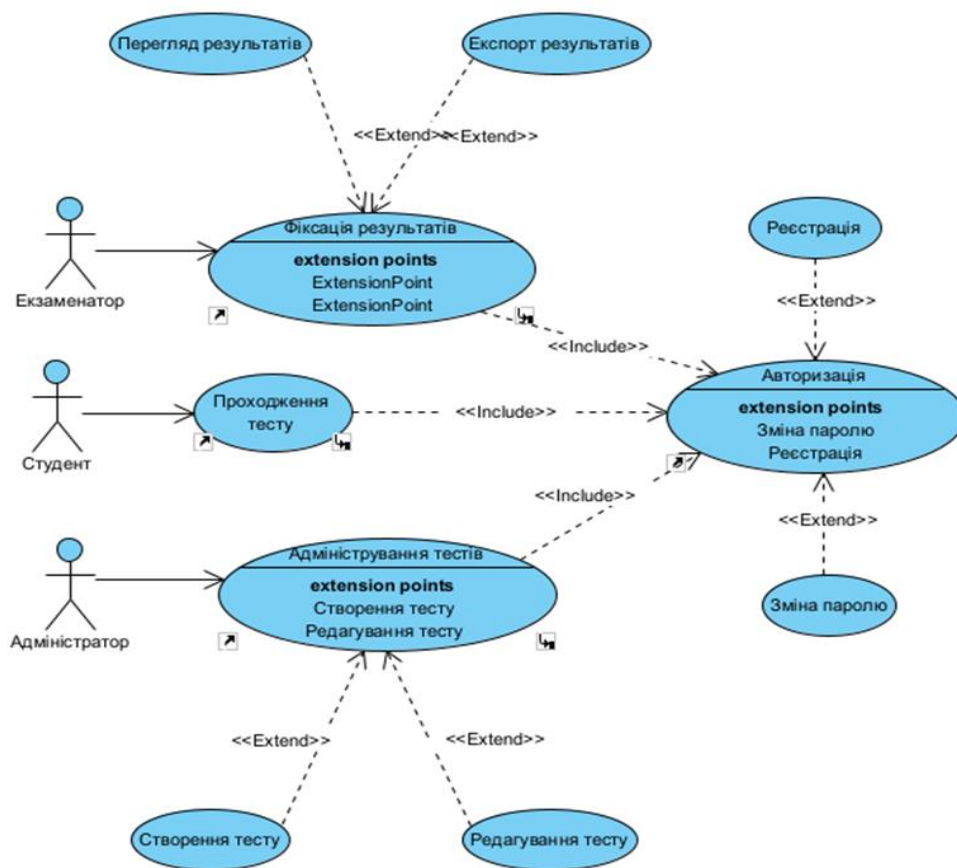 Перегляд результатів
Експорт результатів
<<Extend>>
<<Extend>>
Фіксація результатів
extension points
ExtensionPoint
ExtensionPoint
Екзаменатор
Реєстрація
<<Extend>>
<<Include>>
Авторизація
extension points
Зміна паролю
Реєстрація
Проходження
тесту
<<Include>>
Студент
<<Include>>
<<Extend>>
Адміністрування тестів
extension points
Створення тесту
Редагування тесту
Адміністратор
Зміна паролю
<<Extend>>
<<Extend>>
Створення тесту
Редагування тесту